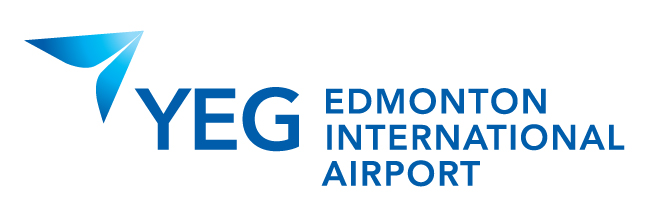 YEG
EDMONTON
INTERNATIONAL
AIRPORT